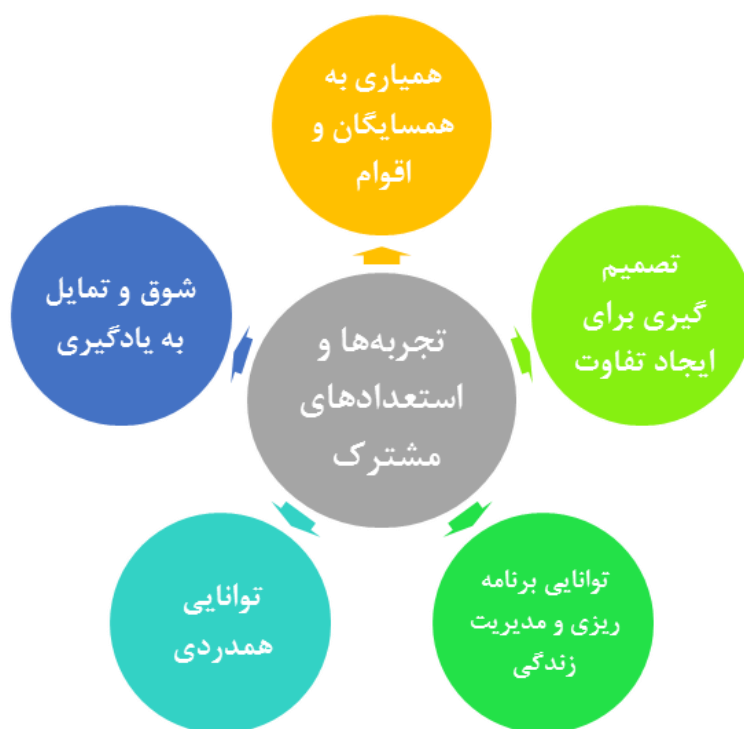 همیاری به
همسایگان و
اقوام
تصمیم
گیری برای
ایجاد تفاوت
شوق و تمایل
به یادگیری
تجربه‌ها و
استعدادهای
مشترک
توانایی برنامه
ریزی و مدیریت
زندگی
توانایی
همدردی